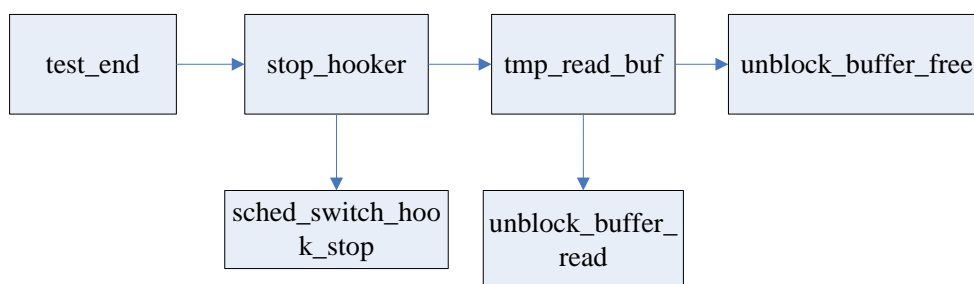 test_end
stop_hooker
tmp_read_buf
unblock_buffer_free
sched_switch_hoo
k_stop
unblock_buffer_
read